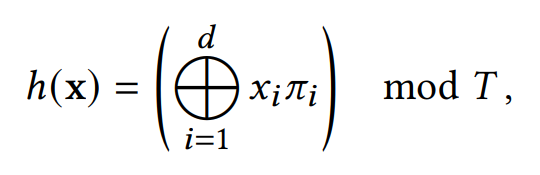 h(x) = ( ⨁_{i=1}^{d} x_i π_i ) mod T ,